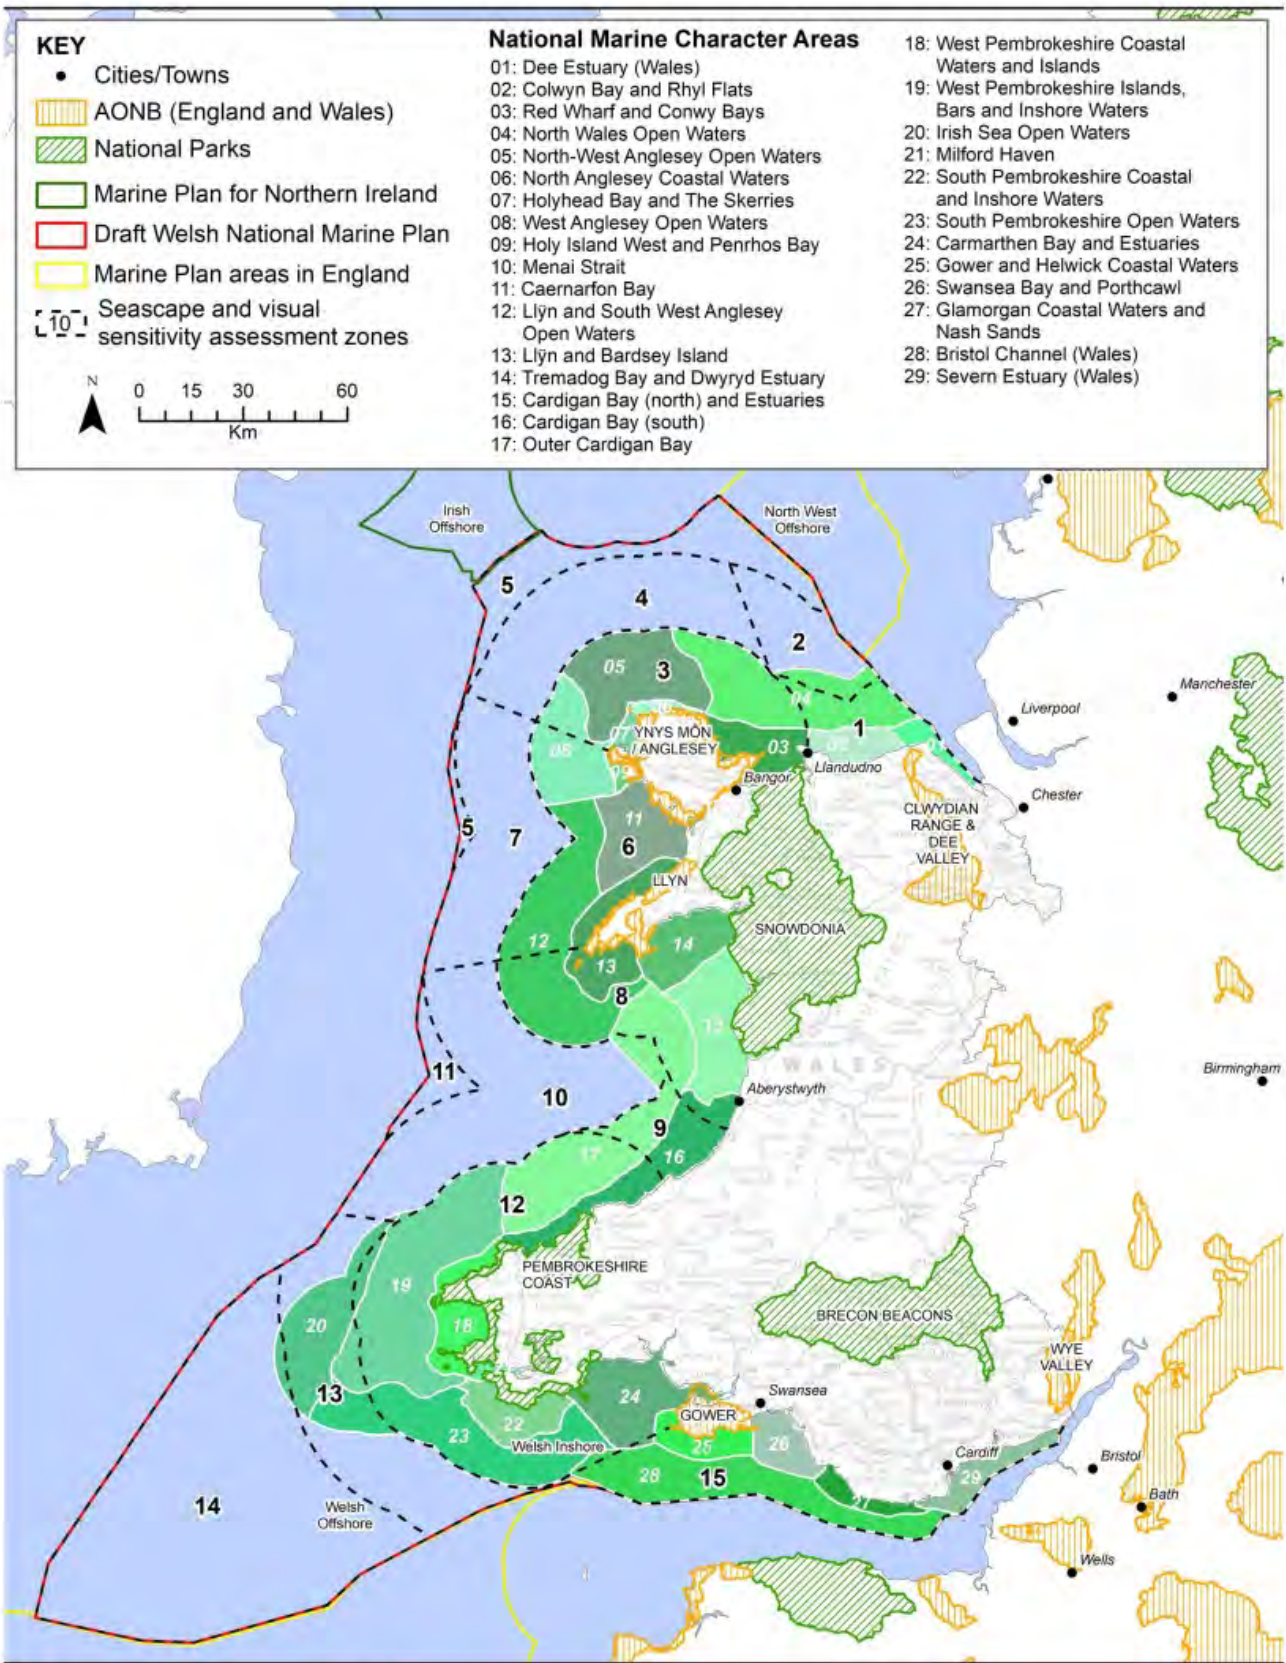 KEY
Cities/Towns
AONB (England and Wales)
National Parks
Marine Plan for Northern Ireland
Draft Welsh National Marine Plan
Marine Plan areas in England
10
Seascape and visual
sensitivity assessment zones
N
0 15 30 60
Km
National Marine Character Areas
01: Dee Estuary (Wales)
02: Colwyn Bay and Rhyl Flats
03: Red Wharf and Conwy Bays
04: North Wales Open Waters
05: North-West Anglesey Open Waters
06: North Anglesey Coastal Waters
07: Holyhead Bay and The Skerries
08: West Anglesey Open Waters
09: Holy Island West and Penrhos Bay
10: Menai Strait
11: Caernarfon Bay
12: Llŷn and South West Anglesey
Open Waters
13: Llŷn and Bardsey Island
14: Tremadog Bay and Dwyryd Estuary
15: Cardigan Bay (north) and Estuaries
16: Cardigan Bay (south)
17: Outer Cardigan Bay
18: West Pembrokeshire Coastal
Waters and Islands
19: West Pembrokeshire Islands,
Bars and Inshore Waters
20: Irish Sea Open Waters
21: Milford Haven
22: South Pembrokeshire Coastal
and Inshore Waters
23: South Pembrokeshire Open Waters
24: Carmarthen Bay and Estuaries
25: Gower and Helwick Coastal Waters
26: Swansea Bay and Porthcawl
27: Glamorgan Coastal Waters and
Nash Sands
28: Bristol Channel (Wales)
29: Severn Estuary (Wales)
Irish
Offshore
North West
Offshore
5
4
2
05
3
04
Manchester
Liverpool
1
06
07
YNYS MÔN
/ ANGLESEY
08
03
02
01
Llandudno
09
Bangor
Chester
5
7
11
6
CLWYDIAN
RANGE &
DEE
VALLEY
LLYN
SNOWDONIA
12
14
13
8
15
WALES
11
10
Aberystwyth
Birmingham
9
17
16
12
PEMBROKESHIRE
COAST
19
20
18
BRECON BEACONS
WYE
VALLEY
13
24
Swansea
GOWER
22
23
Welsh Inshore
25
26
Cardiff
Bristol
28
15
29
27
Bath
14
Welsh
Offshore
Wells